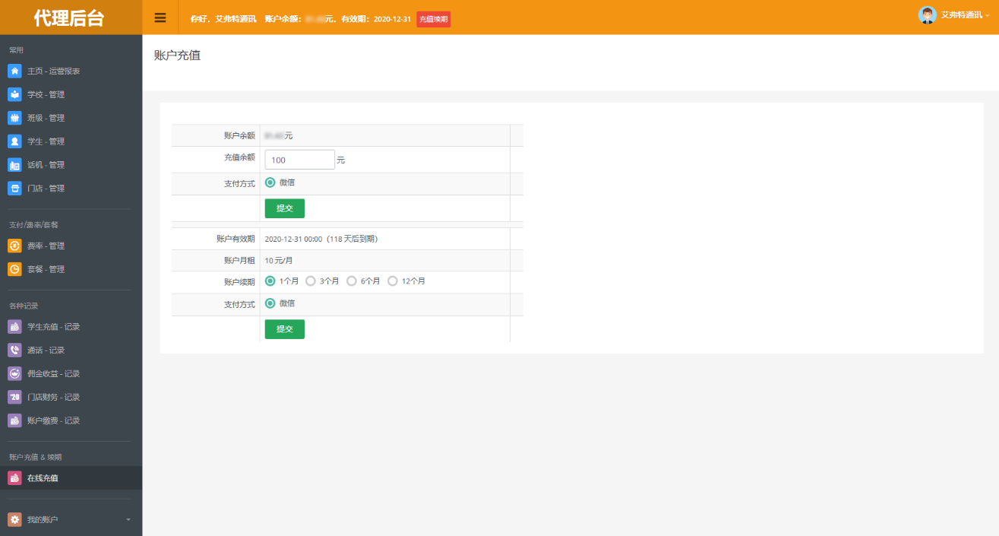 代理后台
你好，艾弗特通讯 账户余额： 元，有效期：2020-12-31 充值续期
艾弗特通讯
常用
主页 - 运营报表
学校 - 管理
班级 - 管理
学生 - 管理
话机 - 管理
门店 - 管理
支付/费率/套餐
费率 - 管理
套餐 - 管理
各种记录
学生充值 - 记录
通话 - 记录
佣金收益 - 记录
门店财务 - 记录
账户缴费 - 记录
账户充值 & 续期
在线充值
我的账户
账户充值
账户余额 元
充值余额 100 元
支付方式 微信
提交
账户有效期 2020-12-31 00:00（118 天后到期）
账户月租 10 元/月
账户续期 1个月 3个月 6个月 12个月
支付方式 微信
提交